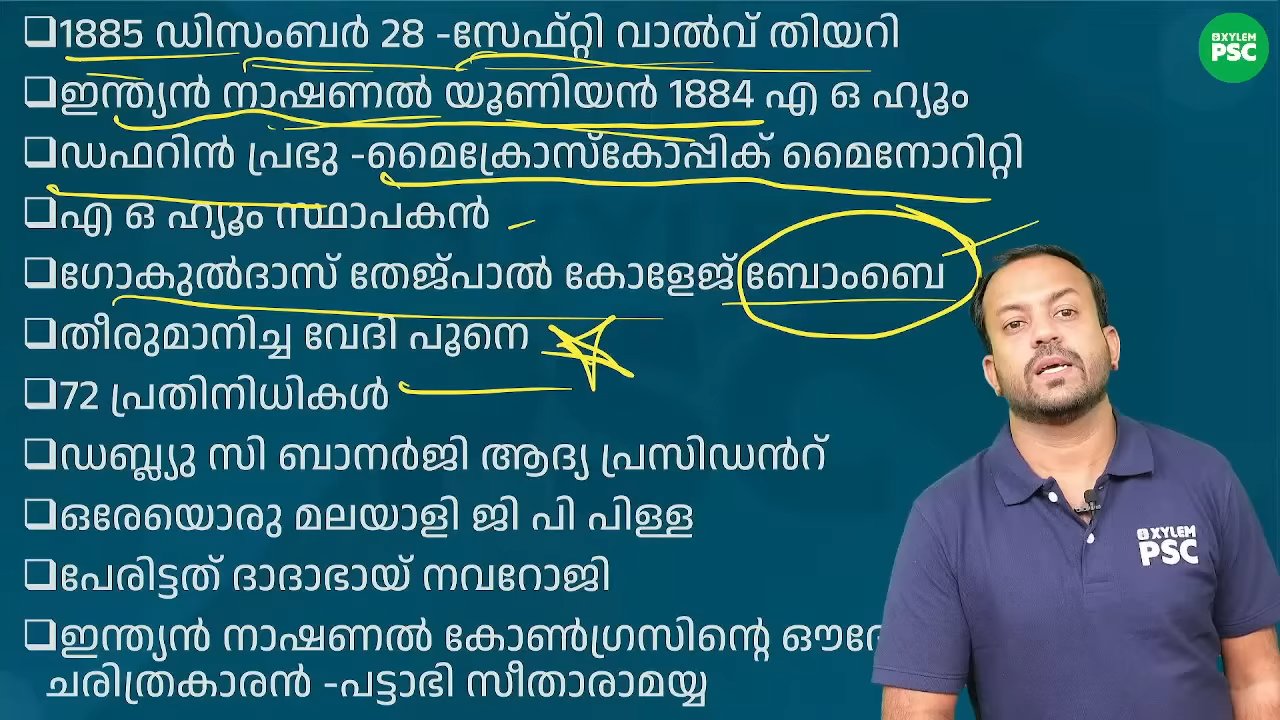 ❑1885 ഡിസംബർ 28 -സേഫ്റ്റി വാൽവ് തിയറി
❑ഇന്ത്യൻ നാഷണൽ യൂണിയൻ 1884 എ ഒ ഹ്യൂം
❑ഡഫറിൻ പ്രഭു -മൈക്രോസ്കോപ്പിക് മൈനോറിറ്റി
❑എ ഒ ഹ്യൂം സ്ഥാപകൻ
❑ഗോകുൽദാസ് തേജ്പാൽ കോളേജ് ബോംബെ
❑തീരുമാനിച്ച വേദി പൂനെ
❑72 പ്രതിനിധികൾ
❑ഡബ്ല്യു സി ബാനർജി ആദ്യ പ്രസിഡൻറ്
❑ഒരേയൊരു മലയാളി ജി പി പിള്ള
❑പേരിട്ടത് ദാദാഭായ് നവറോജി
❑ഇന്ത്യൻ നാഷണൽ കോൺഗ്രസിന്റെ
ചരിത്രകാരൻ -പട്ടാഭി സീതാരാമയ്യ
XYLEM
PSC
XYLEM
PSC